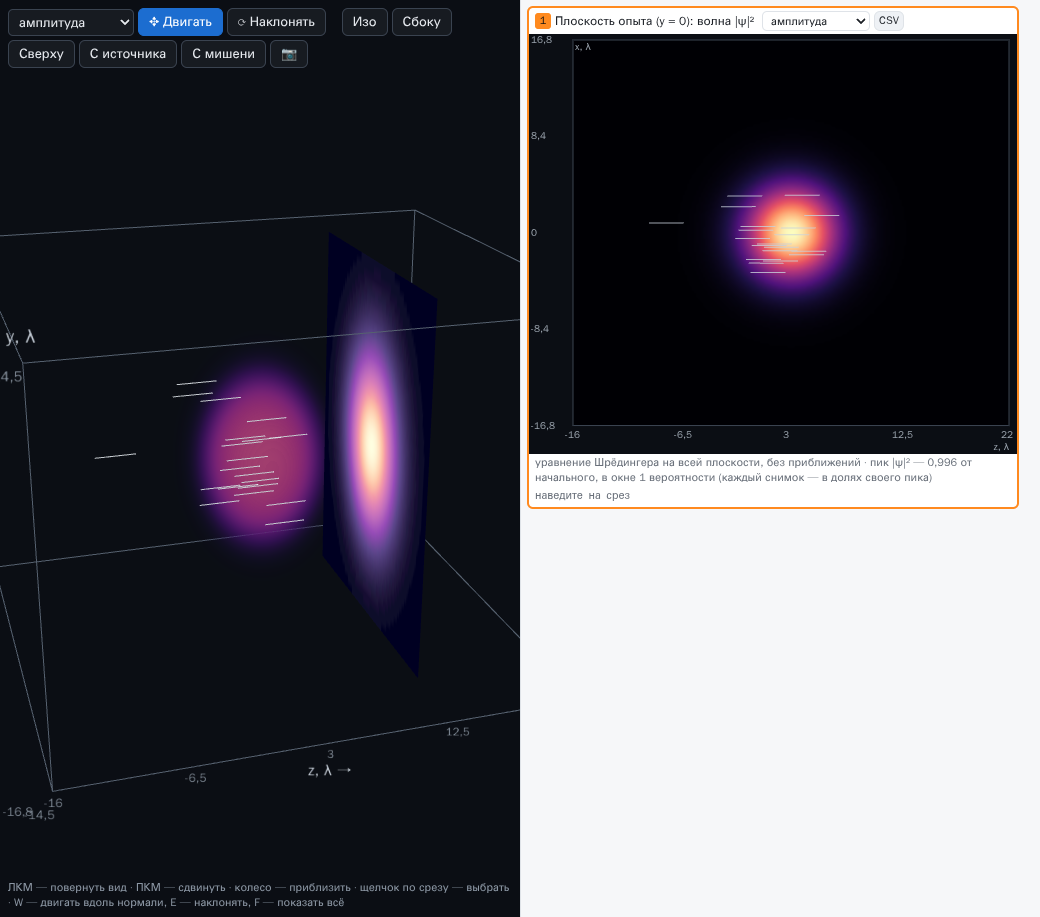 амплитуда ✥ Двигать ⟳ Наклонять Изо Сбоку
Сверху С источника С мишени
y, λ
4,5
-16
-16,8
14,5
-6,5
3
12,5
z, λ →
ЛКМ — повернуть вид · ПКМ — сдвинуть · колесо — приблизить · щелчок по срезу — выбрать
· W — двигать вдоль нормали, E — наклонять, F — показать всё
1 Плоскость опыта (y = 0): волна |ψ|² амплитуда CSV
16,8
x, λ
8,4
0
-8,4
-16,8
-16 -6,5 3 12,5 22
z, λ
уравнение Шрёдингера на всей плоскости, без приближений · пик |ψ|² — 0,996 от
начального, в окне 1 вероятности (каждый снимок — в долях своего пика)
наведите на срез